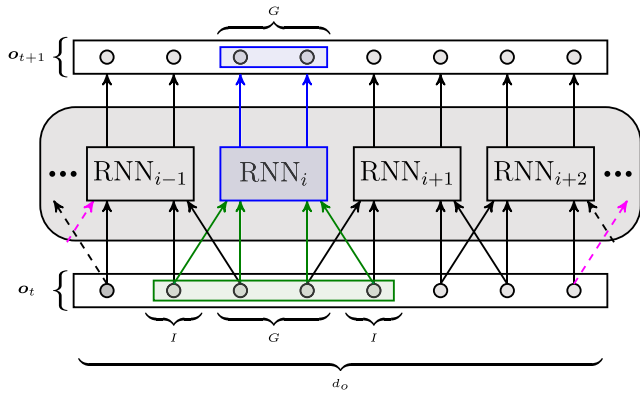 G
o_{t+1}
... RNN_{i-1} RNN_i RNN_{i+1} RNN_{i+2} ...
o_t
I G I
d_o